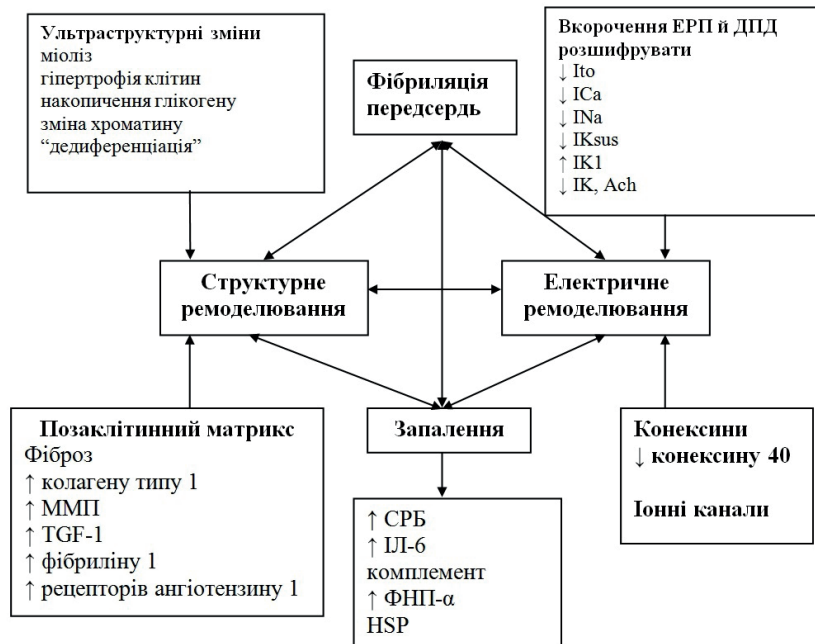 Ультраструктурні зміни
міоліз
гіпертрофія клітин
накопичення глікогену
зміна хроматину
“дедиференціація”
Фібриляція
передсердь
Вкорочення ЕРП й ДПД
розшифрувати
↓ Ito
↓ ICa
↓ INa
↓ IKsus
↑ IK1
↓ IK, Ach
Структурне
ремоделювання
Електричне
ремоделювання
Позаклітинний матрикс
Фіброз
↑ колагену типу 1
↑ ММП
↑ TGF-1
↑ фібриліну 1
↑ рецепторів ангіотензину 1
Запалення
↑ СРБ
↑ ІЛ-6
комплемент
↑ ФНП-α
HSP
Конексини
↓ конексину 40
Іонні канали